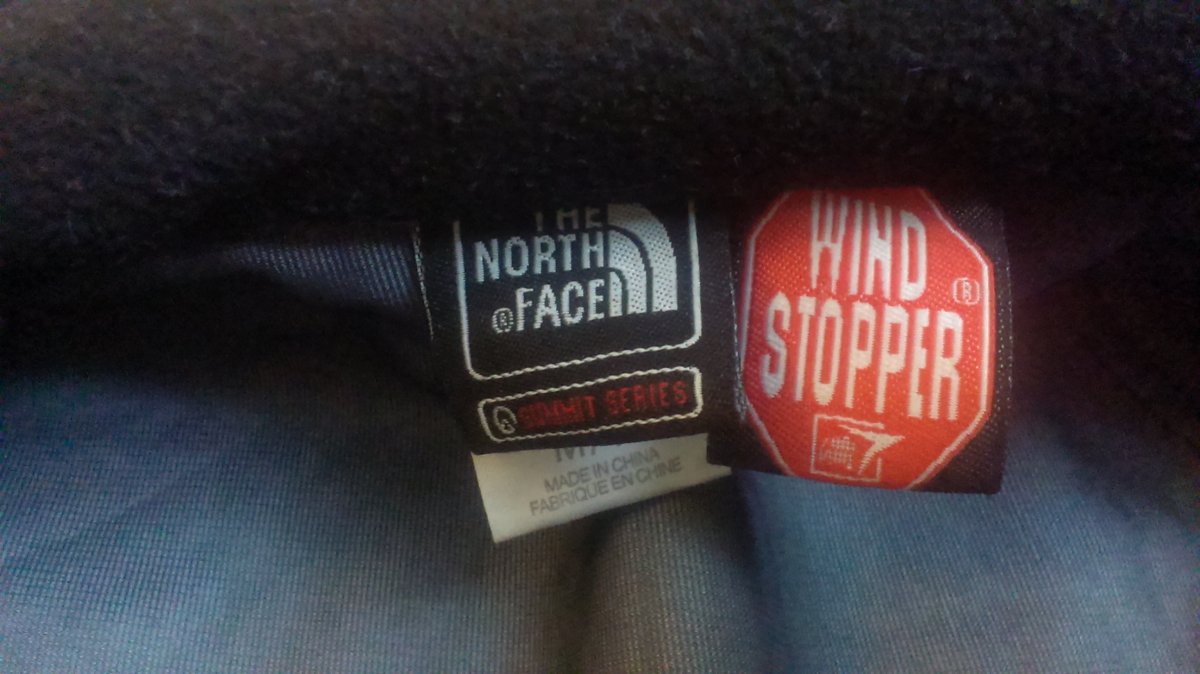 THE
NORTH
®FACE
SUMMIT SERIES
MADE IN CHINA
FABRIQUE EN CHINE
WIND
STOPPER
®